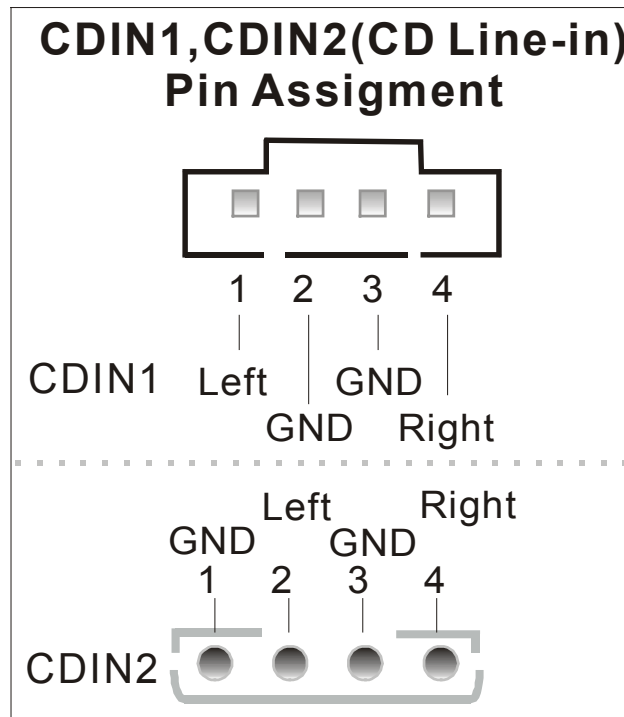 CDIN1,CDIN2(CD Line-in)
Pin Assigment
1 2 3 4
CDIN1 Left GND
GND Right
Left Right
GND GND
1 2 3 4
CDIN2